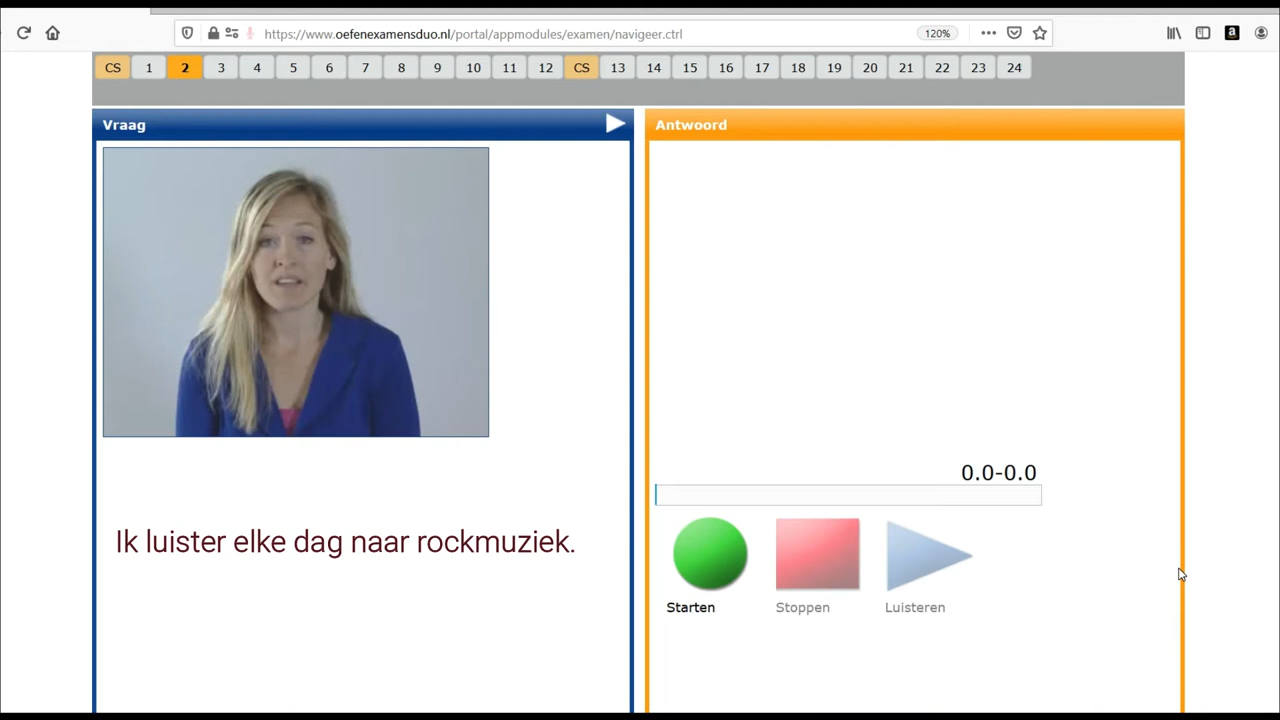 https://www.oefenexamensduo.nl/portal/appmodules/examen/navigeer.ctrl
120%
CS 1 2 3 4 5 6 7 8 9 10 11 12 CS 13 14 15 16 17 18 19 20 21 22 23 24
Vraag
Antwoord
0.0-0.0
Ik luister elke dag naar rockmuziek.
Starten
Stoppen
Luisteren